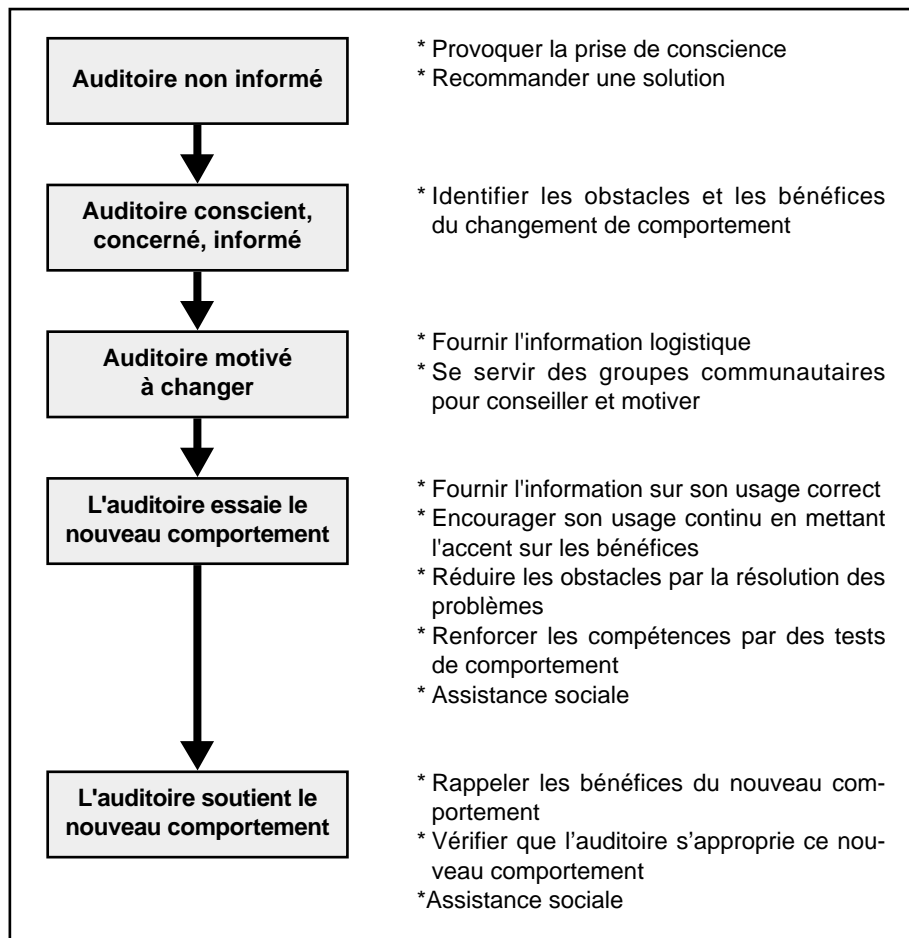 Auditoire non informé
* Provoquer la prise de conscience
* Recommander une solution
Auditoire conscient,
concerné, informé
* Identifier les obstacles et les bénéfices
du changement de comportement
Auditoire motivé
à changer
* Fournir l'information logistique
* Se servir des groupes communautaires
pour conseiller et motiver
L'auditoire essaie le
nouveau comportement
* Fournir l'information sur son usage correct
* Encourager son usage continu en mettant
l'accent sur les bénéfices
* Réduire les obstacles par la résolution des
problèmes
* Renforcer les compétences par des tests
de comportement
* Assistance sociale
L'auditoire soutient le
nouveau comportement
* Rappeler les bénéfices du nouveau com-
portement
* Vérifier que l’auditoire s’approprie ce nou-
veau comportement
*Assistance sociale